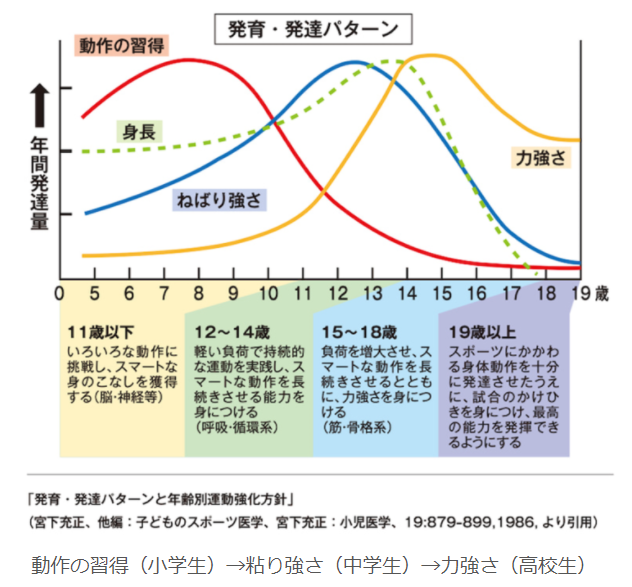 発育・発達パターン
動作の習得
身長
ねばり強さ
力強さ
年間発達量
0 5 6 7 8 9 10 11 12 13 14 15 16 17 18 19 歳
11歳以下
いろいろな動作に
挑戦し、スマートな
身のこなしを獲得
する(脳・神経等)
12〜14歳
軽い負荷で持続的
な運動を実践し、ス
マートな動作を長
続きさせる能力を
身につける
(呼吸・循環系)
15〜18歳
負荷を増大させ、ス
マートな動作を長
続きさせるととも
に、力強さを身につ
ける
(筋・骨格系)
19歳以上
スポーツにかかわ
る身体動作を十分
に発達させたうえ
に、試合のかけひ
きを身につけ、最高
の能力を発揮でき
るようにする
「発育・発達パターンと年齢別運動強化方針」
(宮下充正、他編:子どものスポーツ医学、宮下充正:小児医学、19:879-899,1986, より引用)
動作の習得(小学生)→粘り強さ(中学生)→力強さ(高校生)